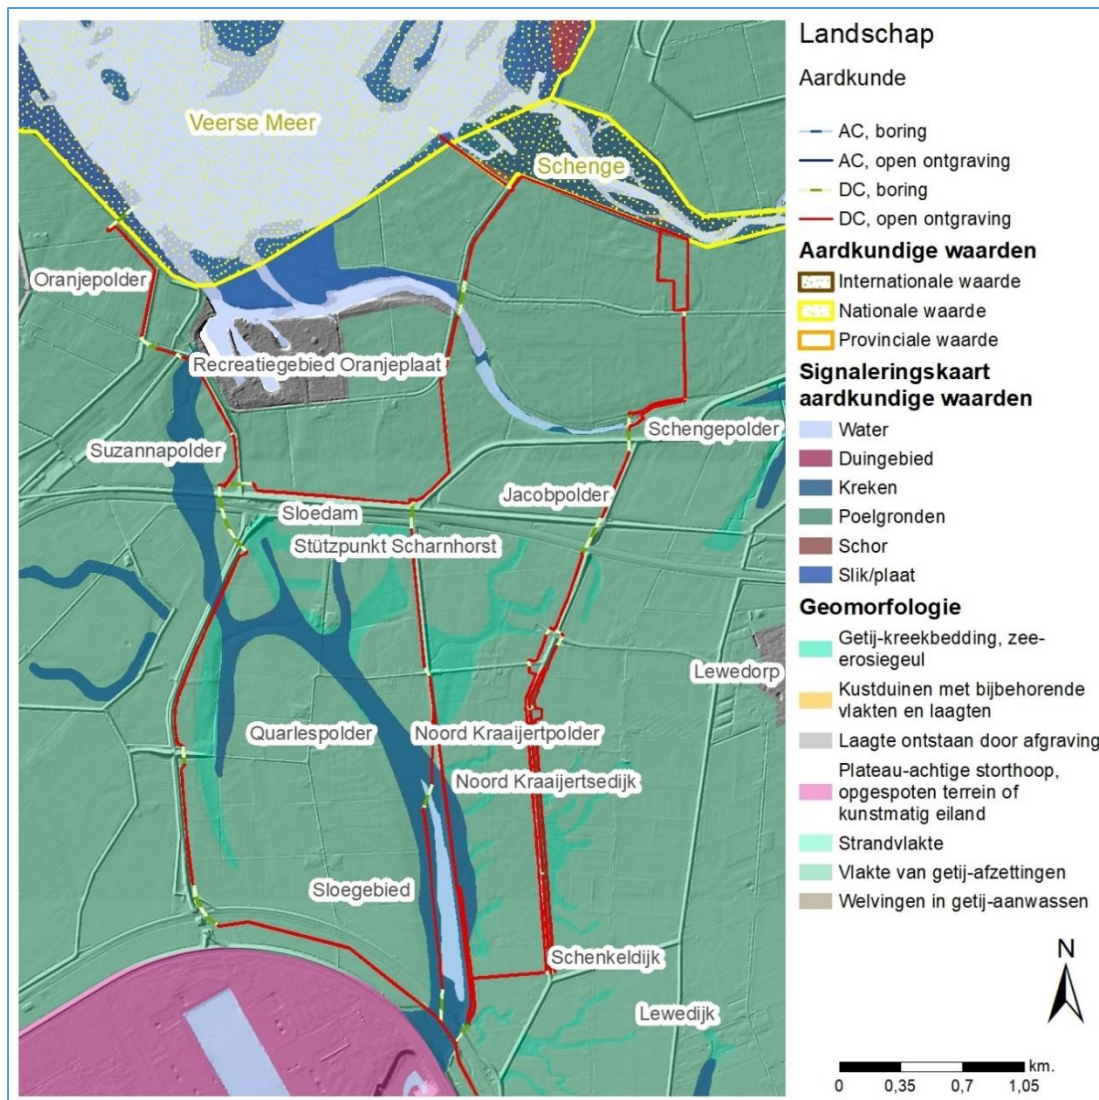 Veerse Meer
Schenge
Oranjepolder
Recreatiegebied Oranjeplaat
Schengepolder
Suzannapolder
Jacobpolder
Sloedam
Stützpunkt Scharnhorst
Lewedorp
Quarlespolder
Noord Kraaijertpolder
Noord Kraaijertsedijk
Sloegebied
Schenkeldijk
Lewedijk
Landschap
Aardkunde
AC, boring
AC, open ontgraving
DC, boring
DC, open ontgraving
Aardkundige waarden
Internationale waarde
Nationale waarde
Provinciale waarde
Signaleringskaart
aardkundige waarden
Water
Duingebied
Kreken
Poelgronden
Schor
Slik/plaat
Geomorfologie
Getij-kreekbedding, zee-
erosiegeul
Kustduinen met bijbehorende
vlakten en laagten
Laagte ontstaan door afgraving
Plateau-achtige storthoop,
opgespoten terrein of
kunstmatig eiland
Strandvlakte
Vlakte van getij-afzettingen
Welvingen in getij-aanwassen
N
km.
0 0,35 0,7 1,05